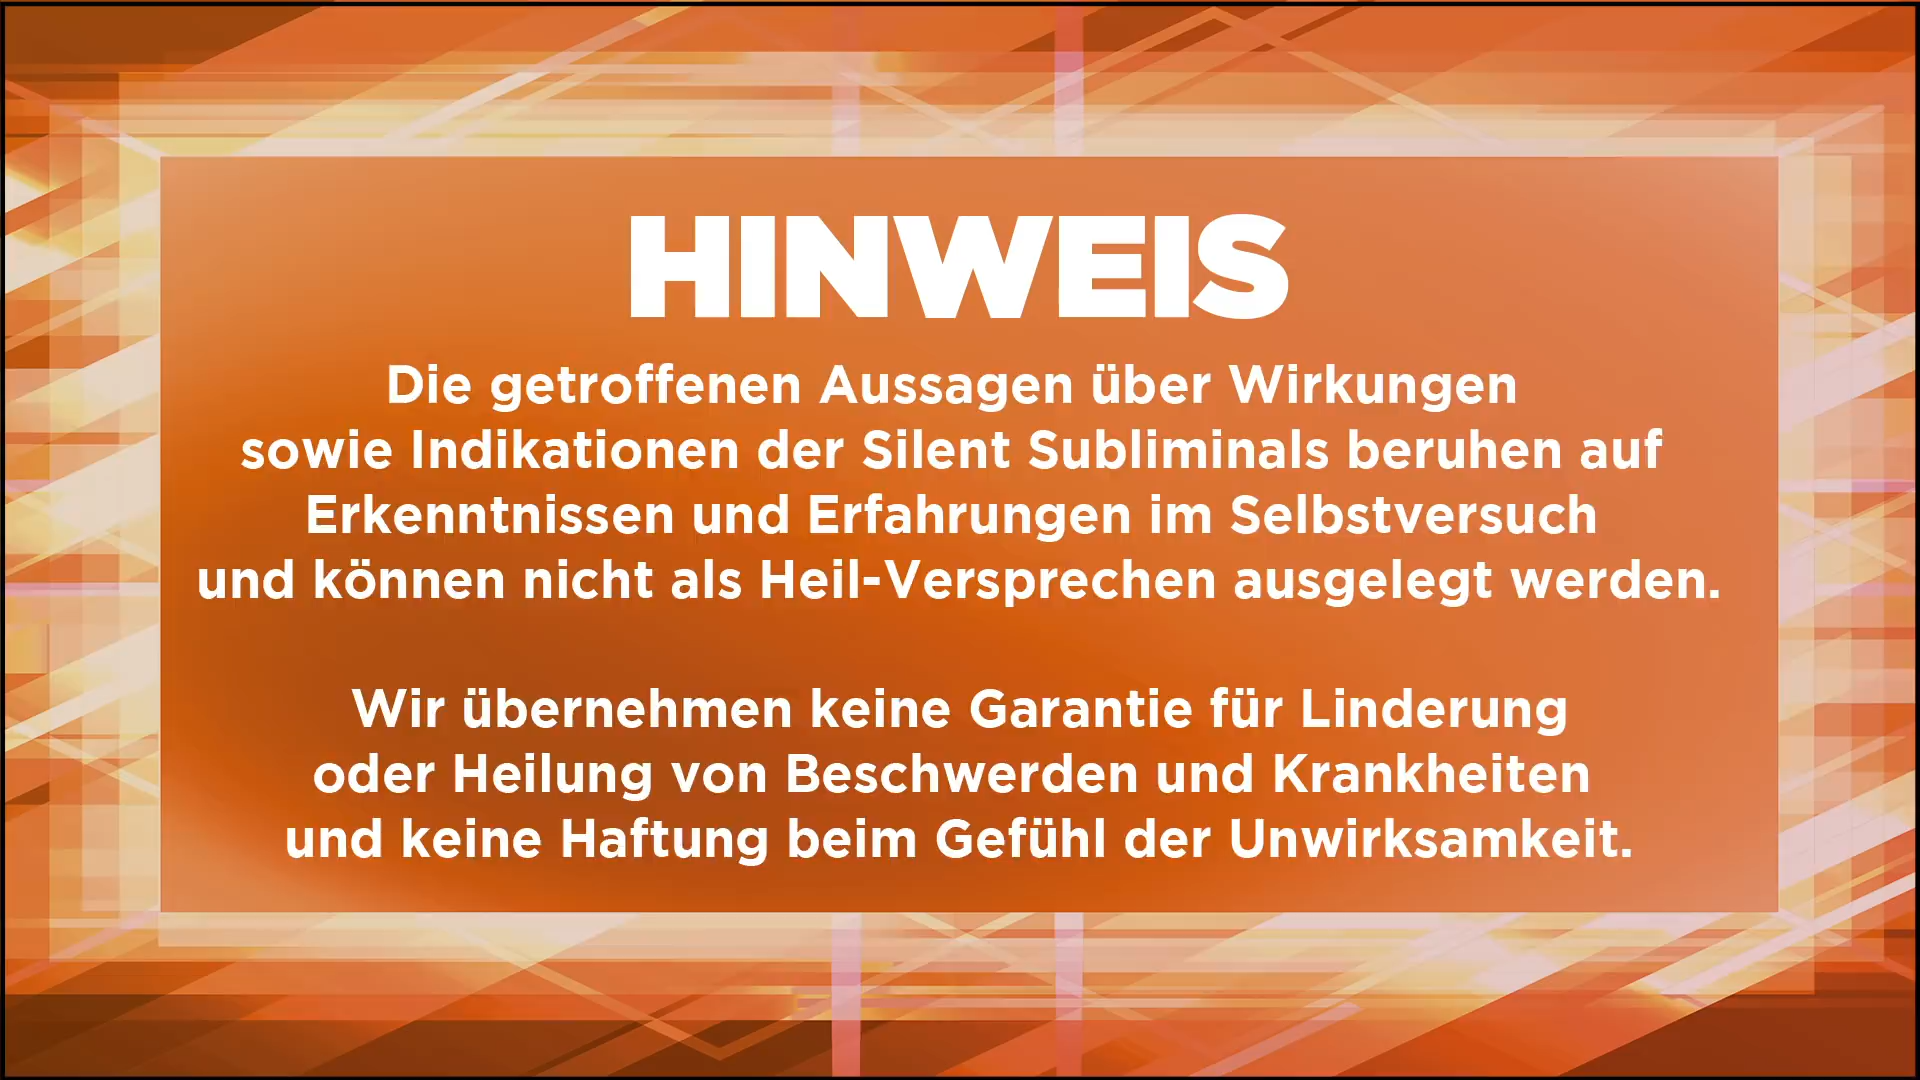 HINWEIS
Die getroffenen Aussagen über Wirkungen
sowie Indikationen der Silent Subliminals beruhen auf
Erkenntnissen und Erfahrungen im Selbstversuch
und können nicht als Heil-Versprechen ausgelegt werden.
Wir übernehmen keine Garantie für Linderung
oder Heilung von Beschwerden und Krankheiten
und keine Haftung beim Gefühl der Unwirksamkeit.